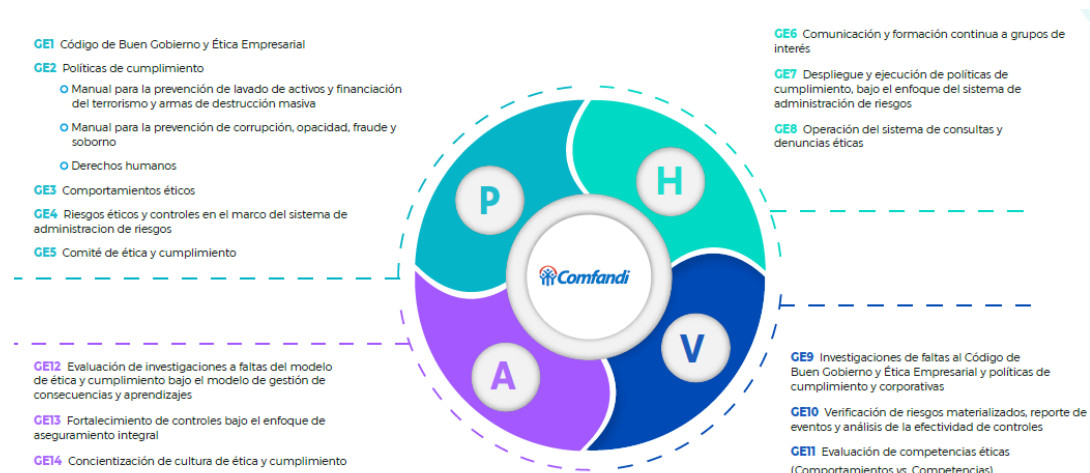 GE1 Código de Buen Gobierno y Ética Empresarial
GE2 Políticas de cumplimiento
Manual para la prevención de lavado de activos y financiación
del terrorismo y armas de destrucción masiva
Manual para la prevención de corrupción, opacidad, fraude y
soborno
Derechos humanos
GE3 Comportamientos éticos
GE4 Riesgos éticos y controles en el marco del sistema de
administracion de riesgos
GE5 Comité de ética y cumplimiento
GE6 Comunicación y formación continua a grupos de
interés
GE7 Despliegue y ejecución de políticas de
cumplimiento, bajo el enfoque del sistema de
administración de riesgos
GE8 Operación del sistema de consultas y
denuncias éticas
P
H
Comfandi
A
V
GE12 Evaluación de investigaciones a faltas del modelo
de ética y cumplimiento bajo el modelo de gestión de
consecuencias y aprendizajes
GE13 Fortalecimiento de controles bajo el enfoque de
aseguramiento integral
GE14 Concientización de cultura de ética y cumplimiento
GE9 Investigaciones de faltas al Código de
Buen Gobierno y Ética Empresarial y políticas de
cumplimiento y corporativas
GE10 Verificación de riesgos materializados, reporte de
eventos y análisis de la efectividad de controles
GE11 Evaluación de competencias éticas
(Comportamientos vs. Competencias)